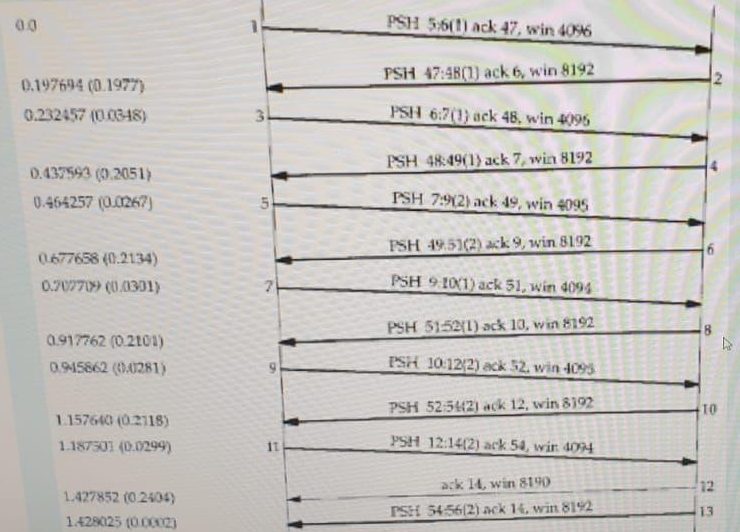 0.0 1 PSH 5:6(1) ack 47, win 4096
PSH 47:48(1) ack 6, win 8192 2
0.197694 (0.1977)
0.232457 (0.0348) 3 PSH 6:7(1) ack 48, win 4096
PSH 48:49(1) ack 7, win 8192 4
0.437593 (0.2051)
0.464257 (0.0267) 5 PSH 7:9(2) ack 49, win 4095
PSH 49:51(2) ack 9, win 8192 6
0.677658 (0.2134)
0.707709 (0.0301) 7 PSH 9:10(1) ack 51, win 4094
PSH 51:52(1) ack 10, win 8192 8
0.917762 (0.2101)
0.945862 (0.0281) 9 PSH 10:12(2) ack 52, win 4095
PSH 52:54(2) ack 12, win 8192 10
1.157640 (0.2118)
1.187501 (0.0299) 11 PSH 12:14(2) ack 54, win 4094
ack 14, win 8190 12
1.427852 (0.2404)
PSH 54:56(2) ack 14, win 8192 13
1.428025 (0.0002)